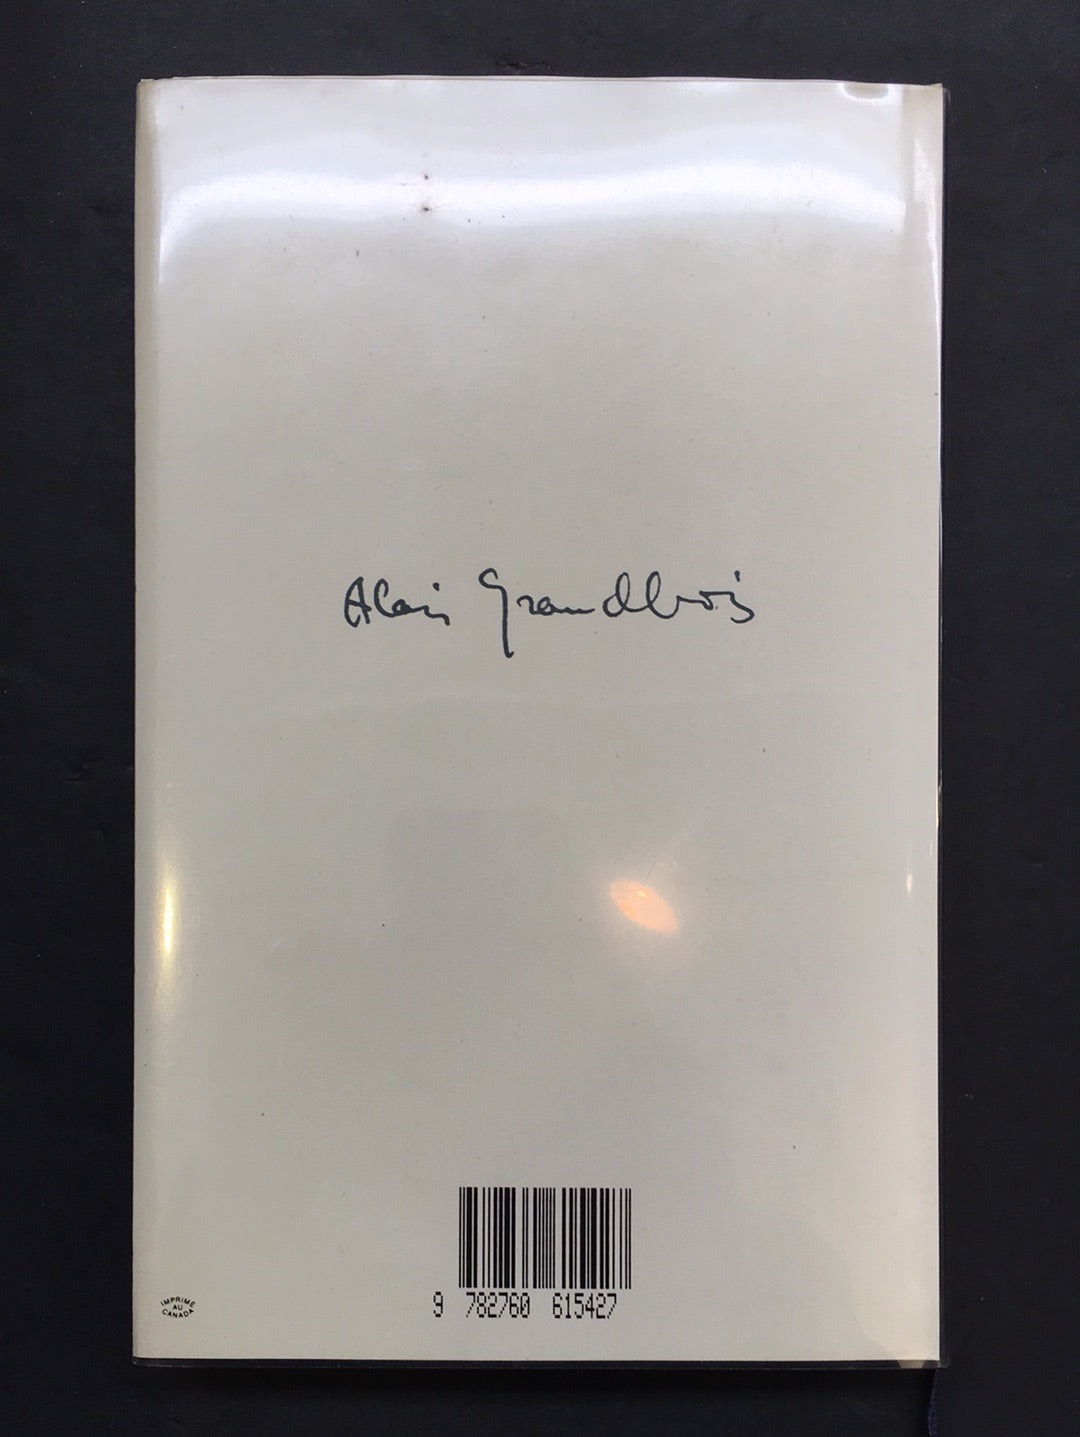 Alain Grandbois
9 782760 615427
IMPRIMÉ
AU
CANADA